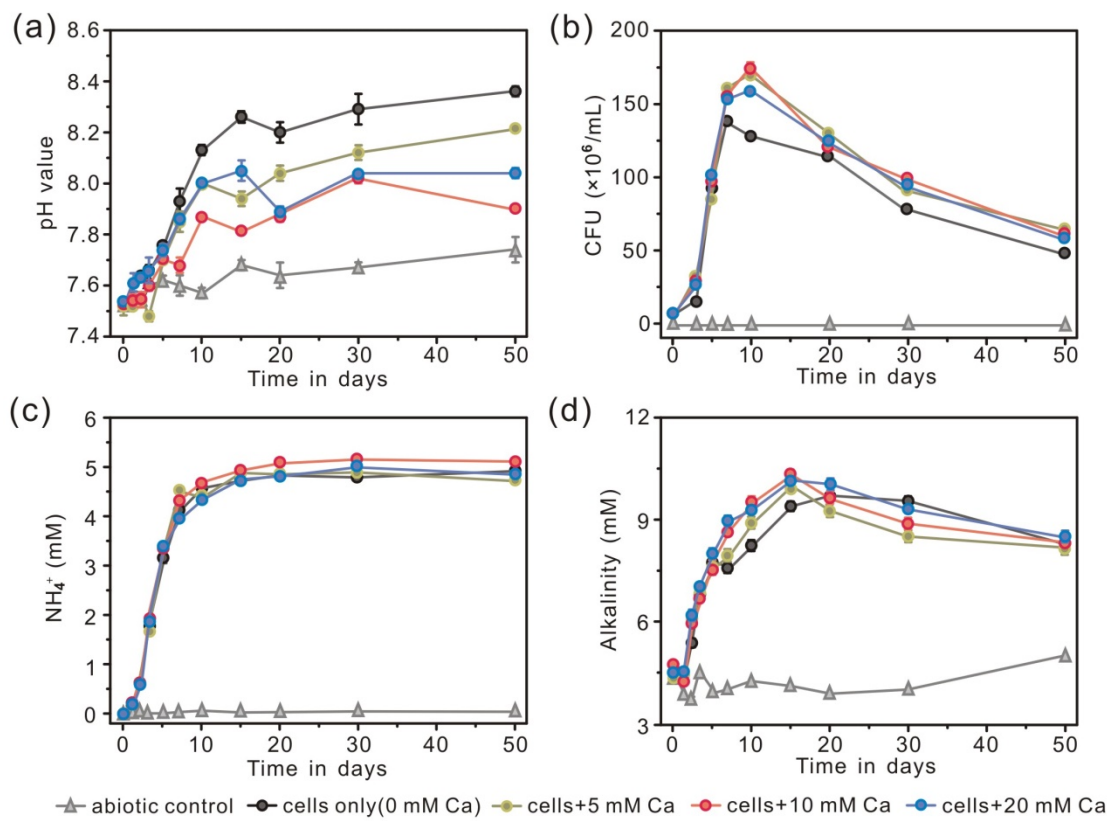 (a)
pH value
8.6
8.4
8.2
8.0
7.8
7.6
7.4
0 10 20 30 40 50
Time in days
(b)
CFU (×10⁶/mL)
200
150
100
50
0
0 10 20 30 40 50
Time in days
(c)
NH₄⁺ (mM)
6
5
4
3
2
1
0
0 10 20 30 40 50
Time in days
(d)
Alkalinity (mM)
12
9
6
3
0 10 20 30 40 50
Time in days
abiotic control cells only(0 mM Ca) cells+5 mM Ca cells+10 mM Ca cells+20 mM Ca